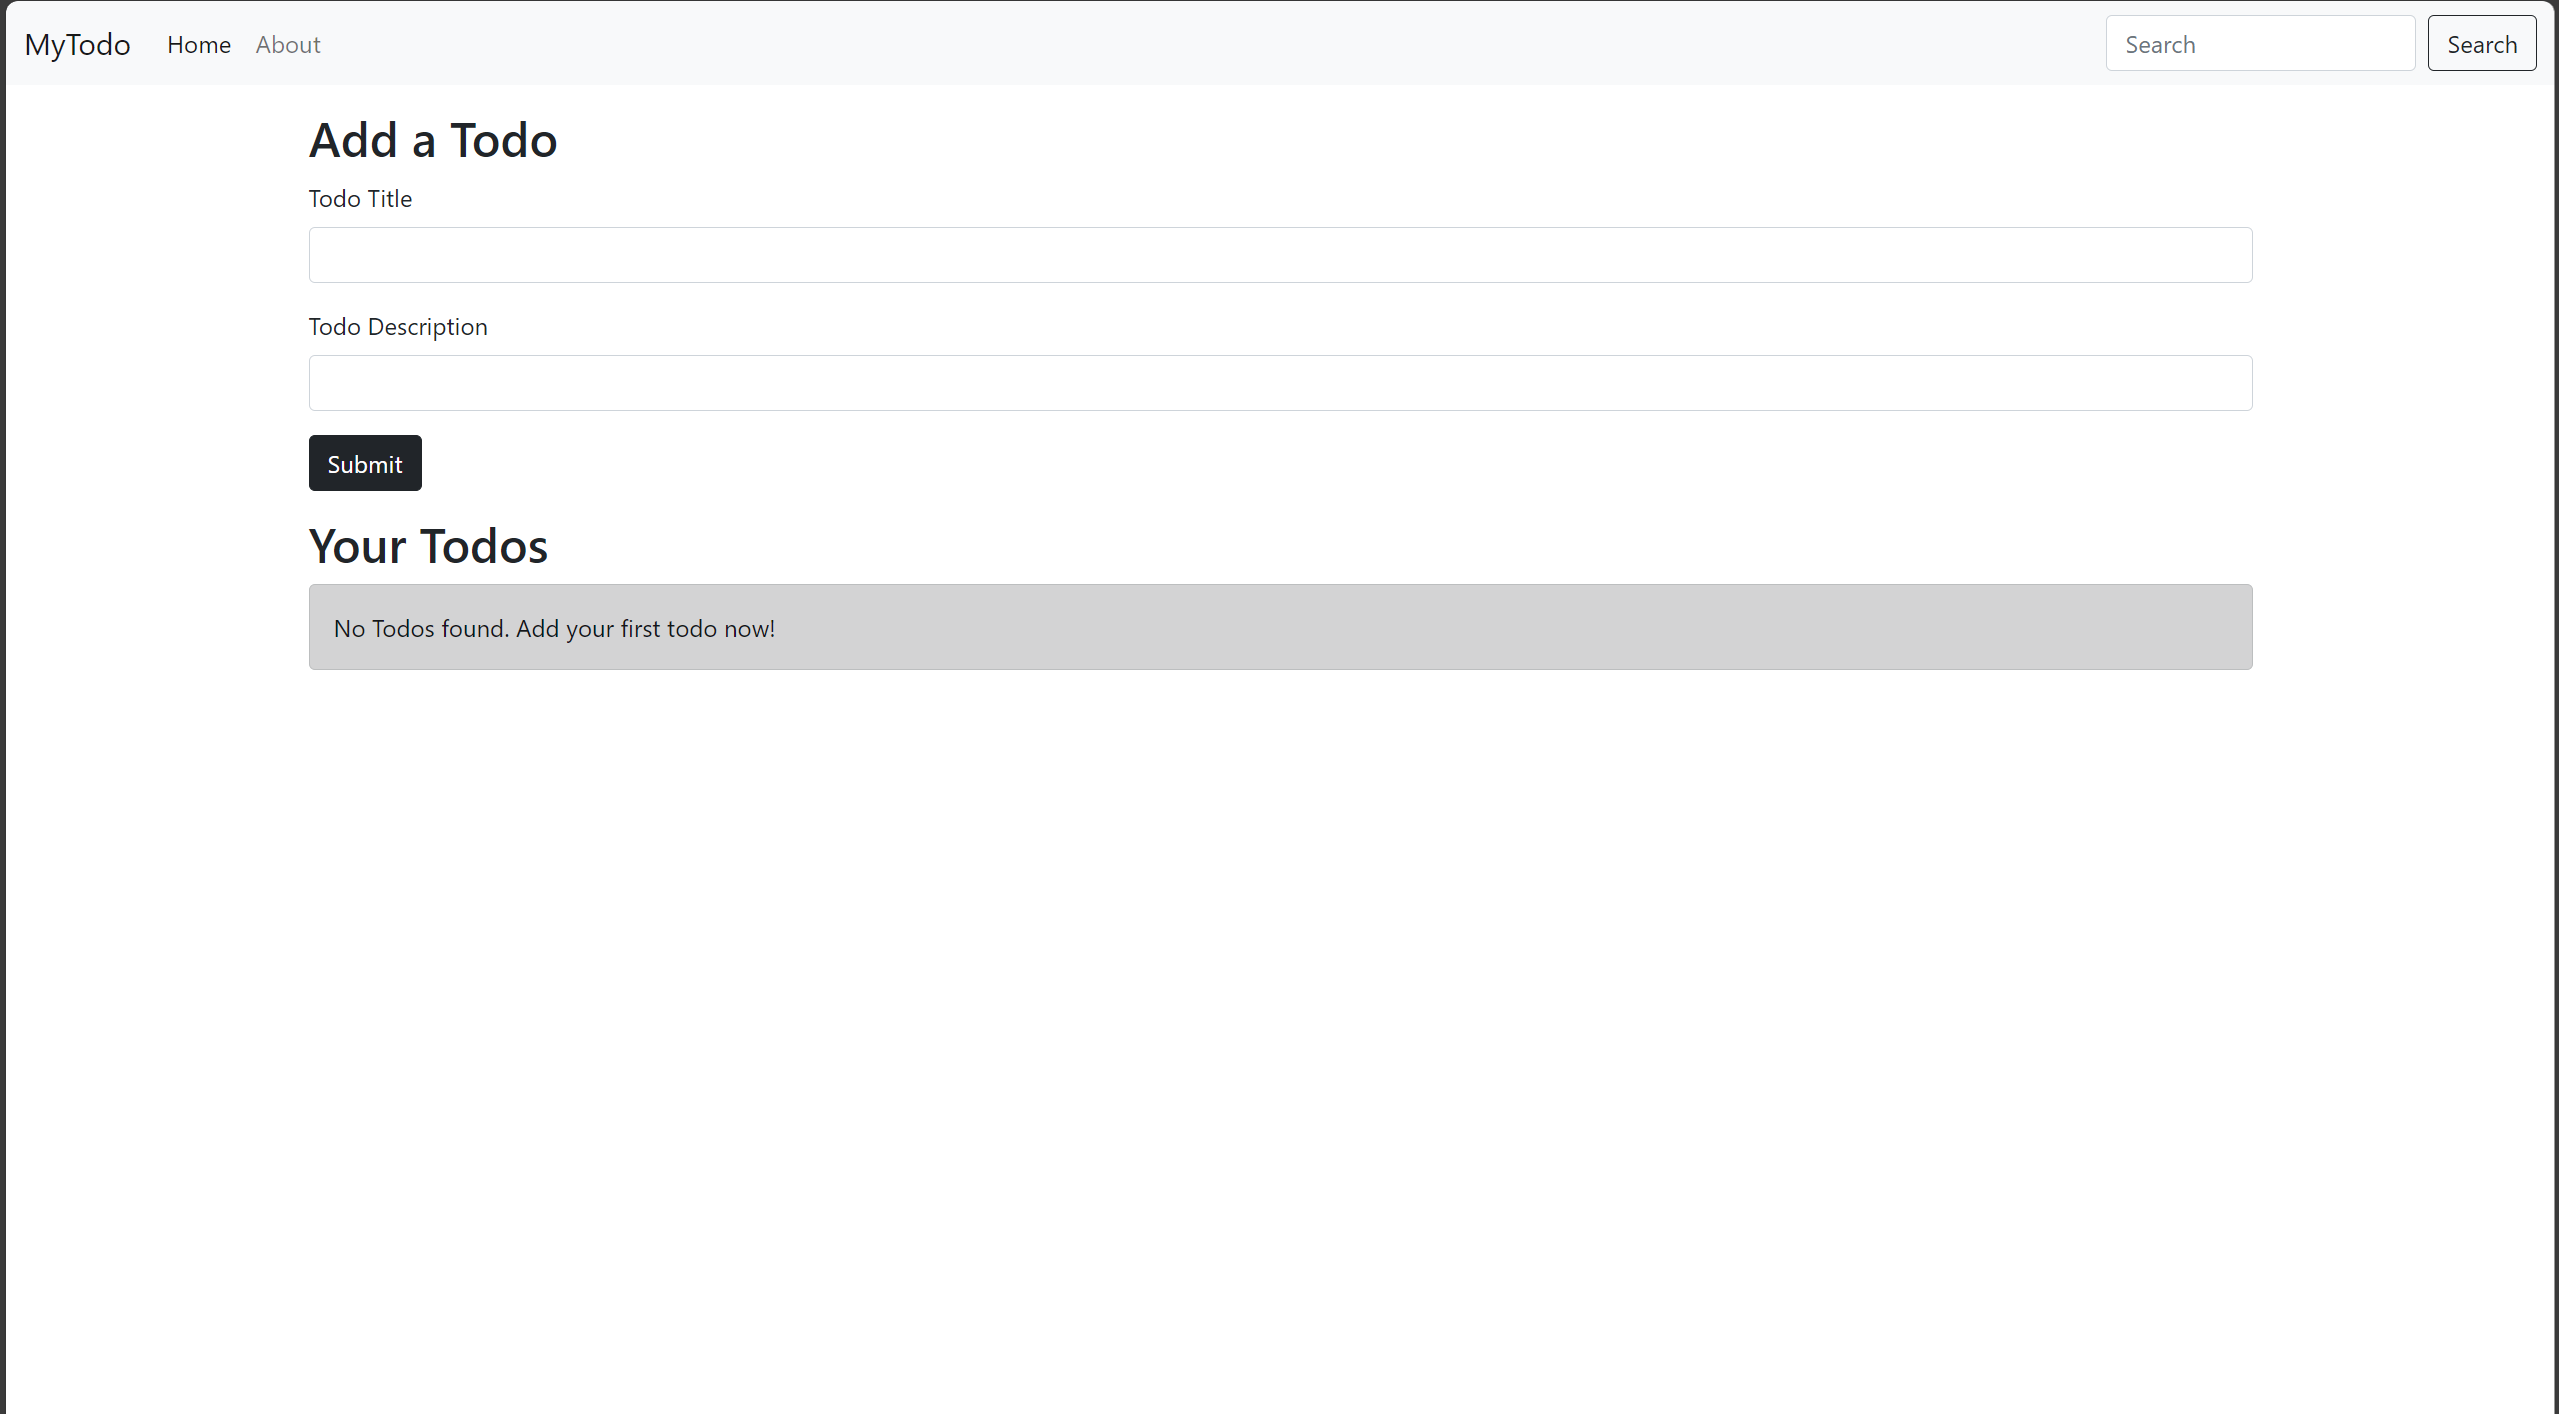 MyTodo Home About Search Search
Add a Todo
Todo Title
Todo Description
Submit
Your Todos
No Todos found. Add your first todo now!